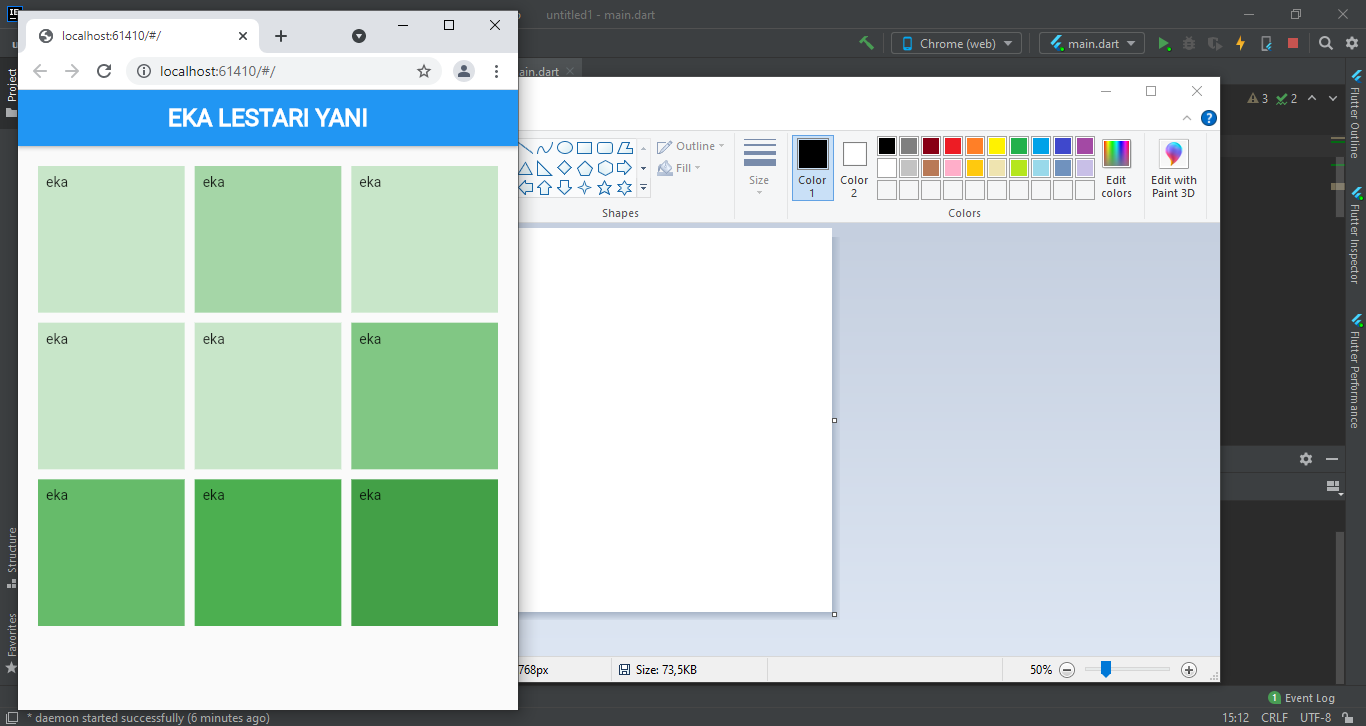 untitled1 - main.dart
localhost:61410/#/
localhost:61410/#/
Chrome (web)
main.dart
ain.dart
EKA LESTARI YANI
eka
eka
eka
eka
eka
eka
eka
eka
eka
Outline
Fill
Shapes
Size
Color
1
Color
2
Edit
colors
Edit with
Paint 3D
Colors
768px
Size: 73,5KB
50%
3
2
Project
Structure
Favorites
Flutter Outline
Flutter Inspector
Flutter Performance
1 Event Log
* daemon started successfully (6 minutes ago)
15:12 CRLF UTF-8